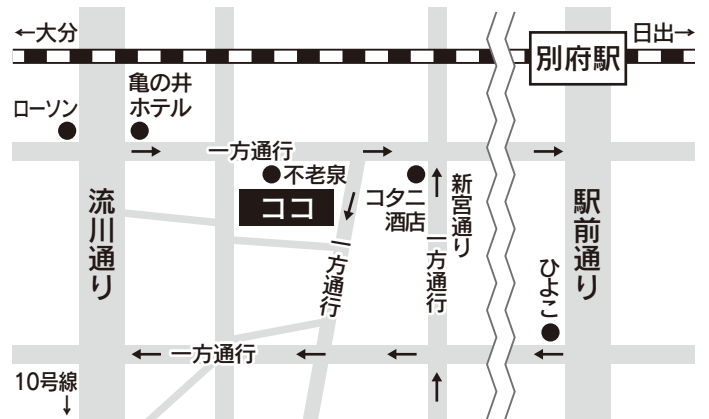 ←大分
日出→
別府駅
亀の井
ホテル
ローソン
→ 一方通行 → →
不老泉
ココ
コタニ
酒店
新宮通り
一方通行
一方通行
流川通り
駅前通り
ひよこ
← 一方通行 ← ← ←
10号線
↓